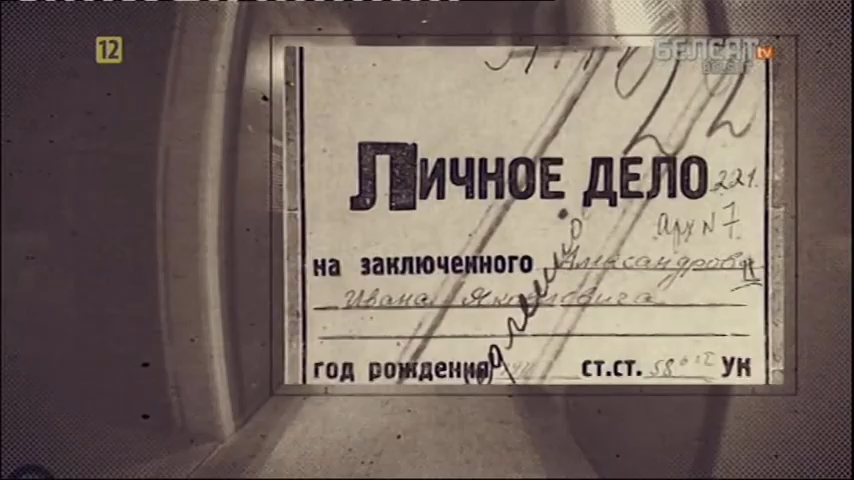 12
БЕЛСАТ tv
ЛИЧНОЕ ДЕЛО 221.
арх N 7
на заключенного Александрова
Ивана Яковлевича
год рождения
ст.ст. 58 УК